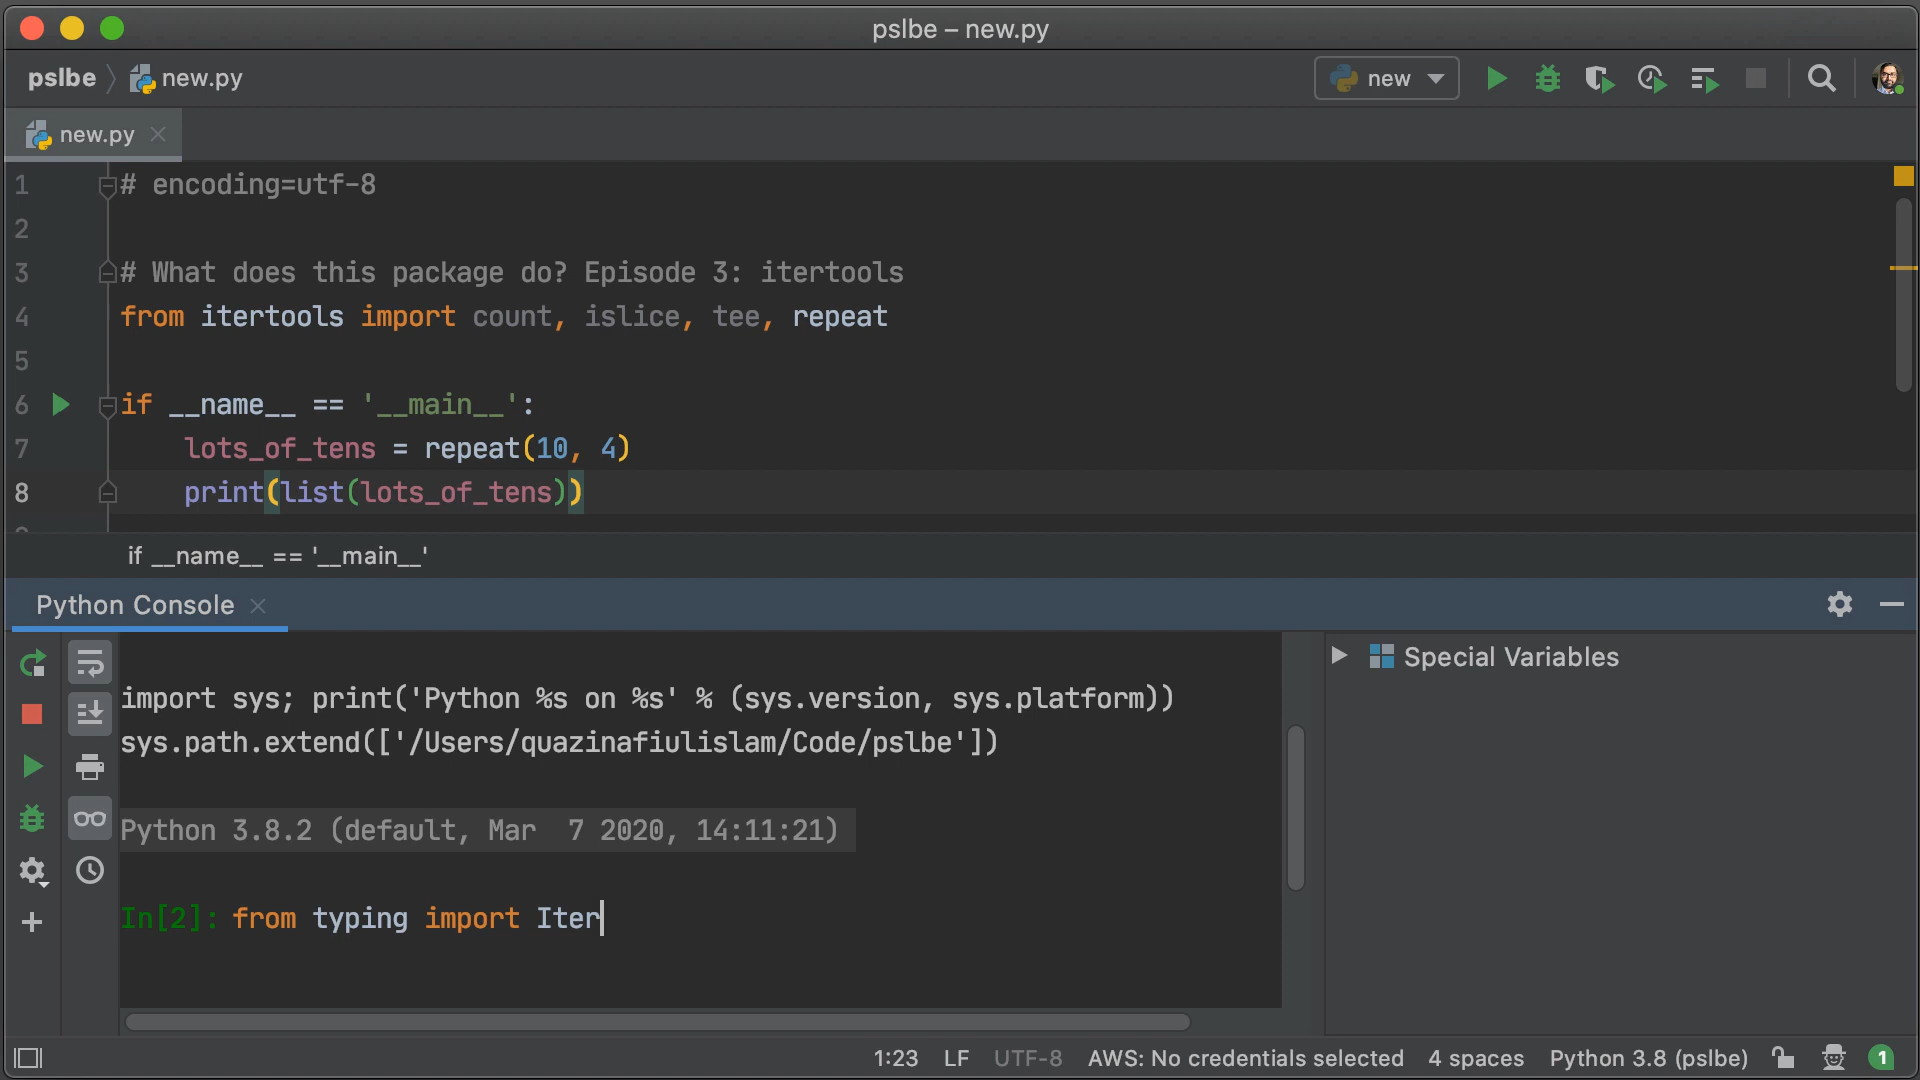 pslbe – new.py
pslbe new.py
new
new.py
1 # encoding=utf-8
2
3 # What does this package do? Episode 3: itertools
4 from itertools import count, islice, tee, repeat
5
6 if __name__ == '__main__':
7 lots_of_tens = repeat(10, 4)
8 print(list(lots_of_tens))
if __name__ == '__main__'
Python Console
Special Variables
import sys; print('Python %s on %s' % (sys.version, sys.platform))
sys.path.extend(['/Users/quazinafiulislam/Code/pslbe'])
Python 3.8.2 (default, Mar  7 2020, 14:11:21)
In[2]: from typing import Iter
1:23 LF UTF-8 AWS: No credentials selected 4 spaces Python 3.8 (pslbe) 1